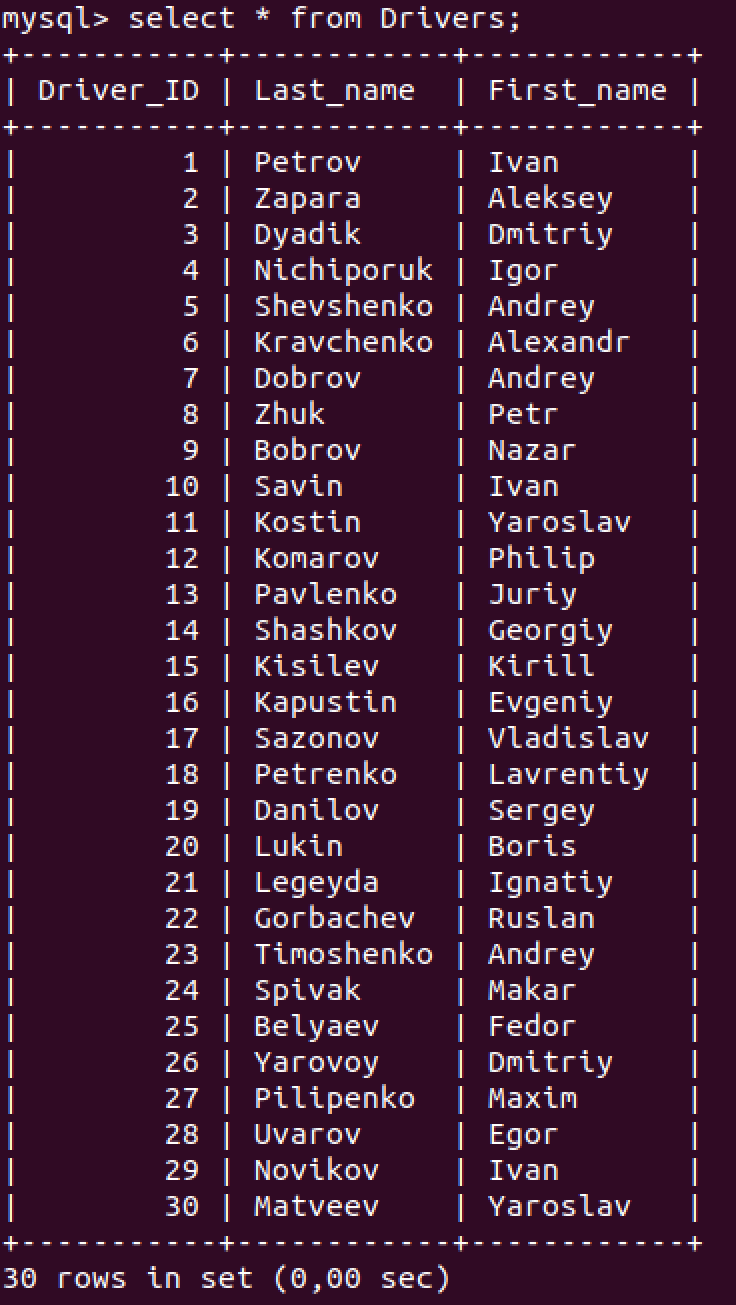 mysql> select * from Drivers;
+-----------+------------+------------+
| Driver_ID | Last_name  | First_name |
+-----------+------------+------------+
|         1 | Petrov     | Ivan       |
|         2 | Zapara     | Aleksey    |
|         3 | Dyadik     | Dmitriy    |
|         4 | Nichiporuk | Igor       |
|         5 | Shevshenko | Andrey     |
|         6 | Kravchenko | Alexandr   |
|         7 | Dobrov     | Andrey     |
|         8 | Zhuk       | Petr       |
|         9 | Bobrov     | Nazar      |
|        10 | Savin      | Ivan       |
|        11 | Kostin     | Yaroslav   |
|        12 | Komarov    | Philip     |
|        13 | Pavlenko   | Juriy      |
|        14 | Shashkov   | Georgiy    |
|        15 | Kisilev    | Kirill     |
|        16 | Kapustin   | Evgeniy    |
|        17 | Sazonov    | Vladislav  |
|        18 | Petrenko   | Lavrentiy  |
|        19 | Danilov    | Sergey     |
|        20 | Lukin      | Boris      |
|        21 | Legeyda    | Ignatiy    |
|        22 | Gorbachev  | Ruslan     |
|        23 | Timoshenko | Andrey     |
|        24 | Spivak     | Makar      |
|        25 | Belyaev    | Fedor      |
|        26 | Yarovoy    | Dmitriy    |
|        27 | Pilipenko  | Maxim      |
|        28 | Uvarov     | Egor       |
|        29 | Novikov    | Ivan       |
|        30 | Matveev    | Yaroslav   |
+-----------+------------+------------+
30 rows in set (0,00 sec)